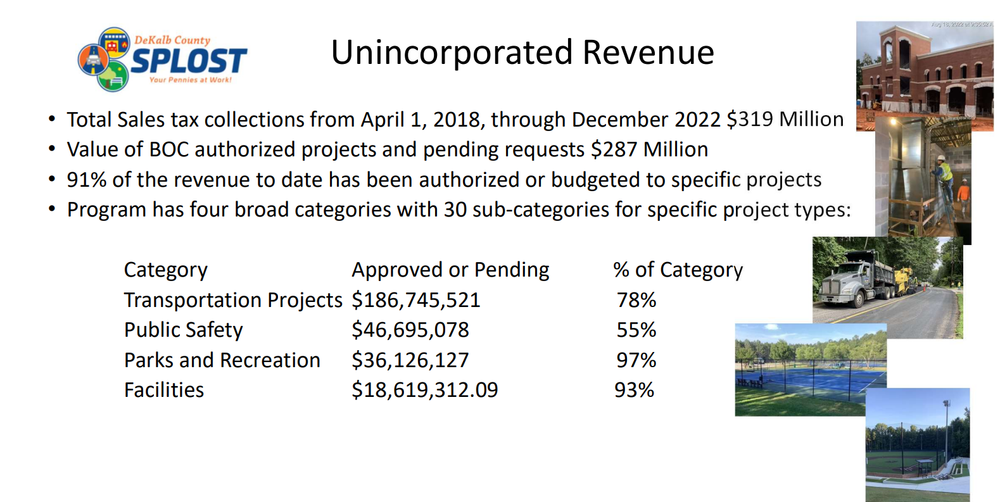 DeKalb County
SPLOST
Your Pennies at Work!
Unincorporated Revenue
Aug 18, 2022 at 9:35:52 A
• Total Sales tax collections from April 1, 2018, through December 2022 $319 Million
• Value of BOC authorized projects and pending requests $287 Million
• 91% of the revenue to date has been authorized or budgeted to specific projects
• Program has four broad categories with 30 sub-categories for specific project types:
Category Approved or Pending % of Category
Transportation Projects $186,745,521 78%
Public Safety $46,695,078 55%
Parks and Recreation $36,126,127 97%
Facilities $18,619,312.09 93%